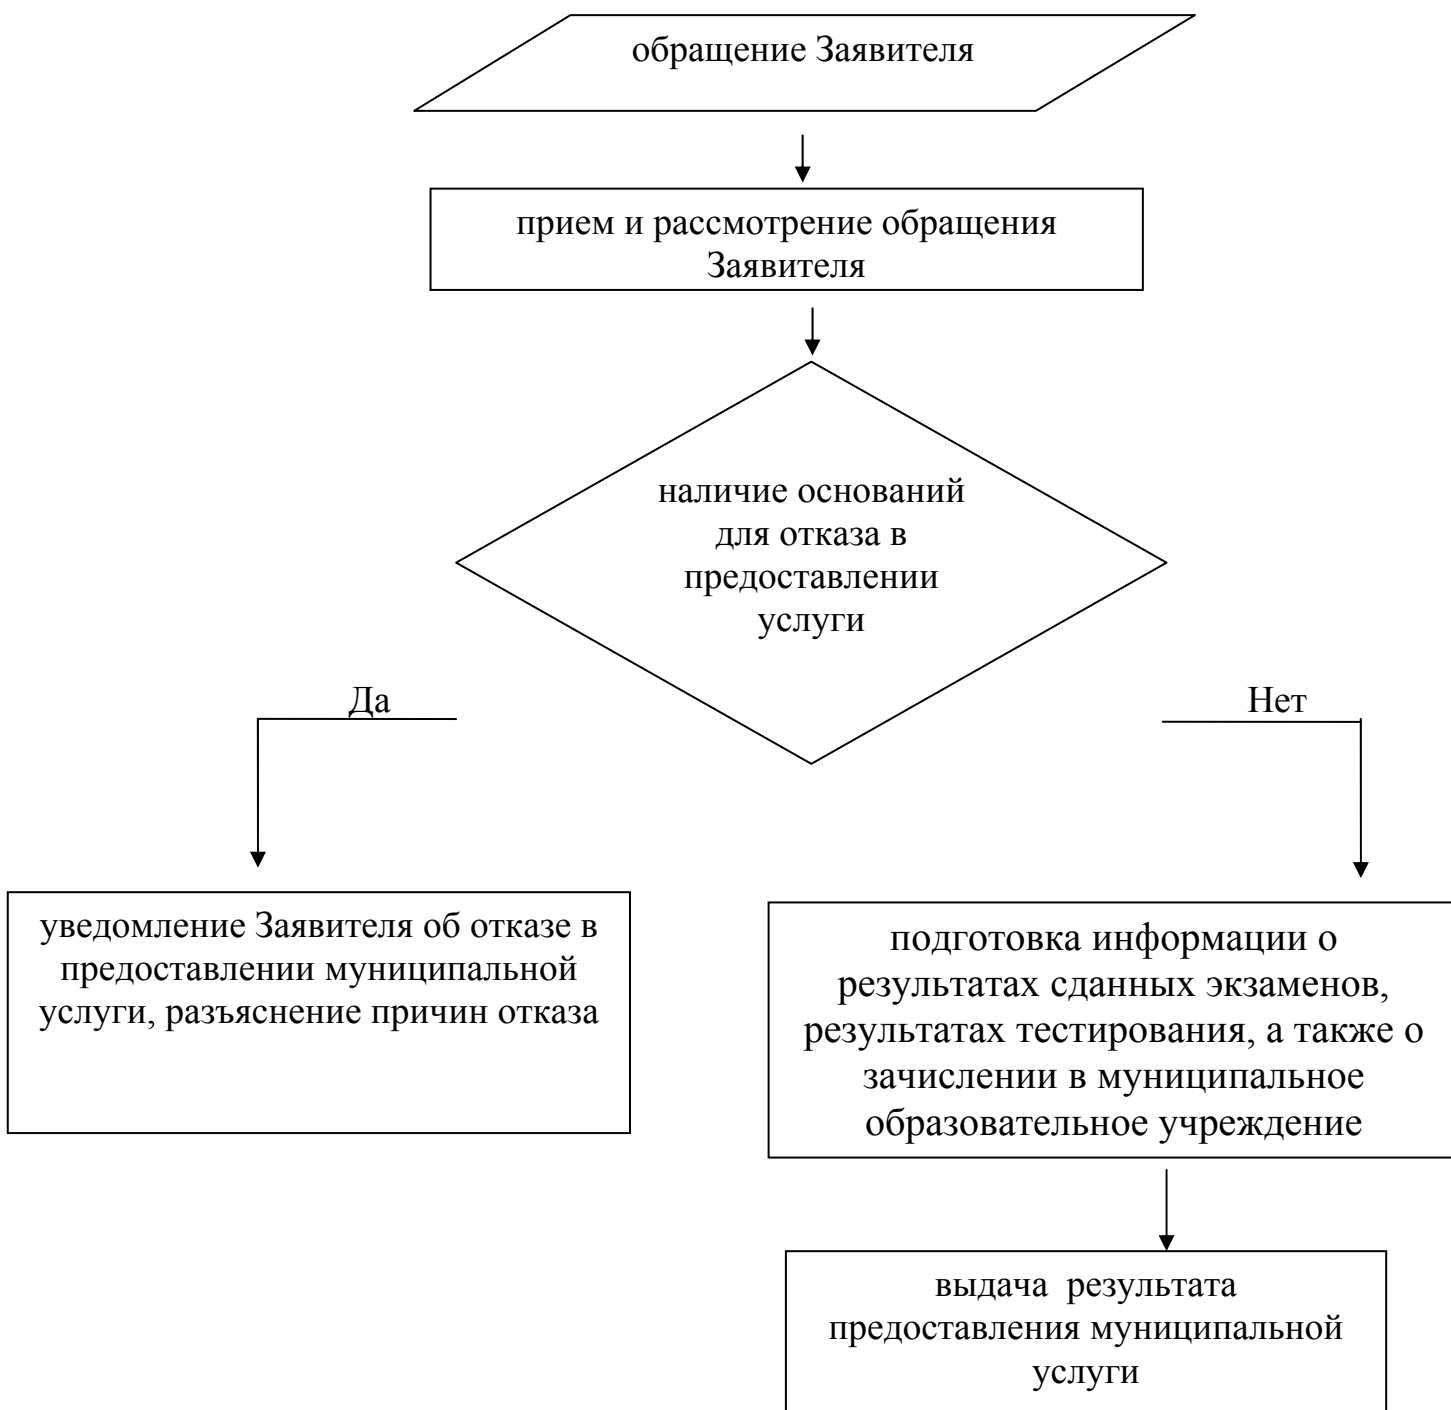 обращение Заявителя
прием и рассмотрение обращения
Заявителя
наличие оснований
для отказа в
предоставлении
услуги
Да
Нет
уведомление Заявителя об отказе в
предоставлении муниципальной
услуги, разъяснение причин отказа
подготовка информации о
результатах сданных экзаменов,
результатах тестирования, а также о
зачислении в муниципальное
образовательное учреждение
выдача  результата
предоставления муниципальной
услуги